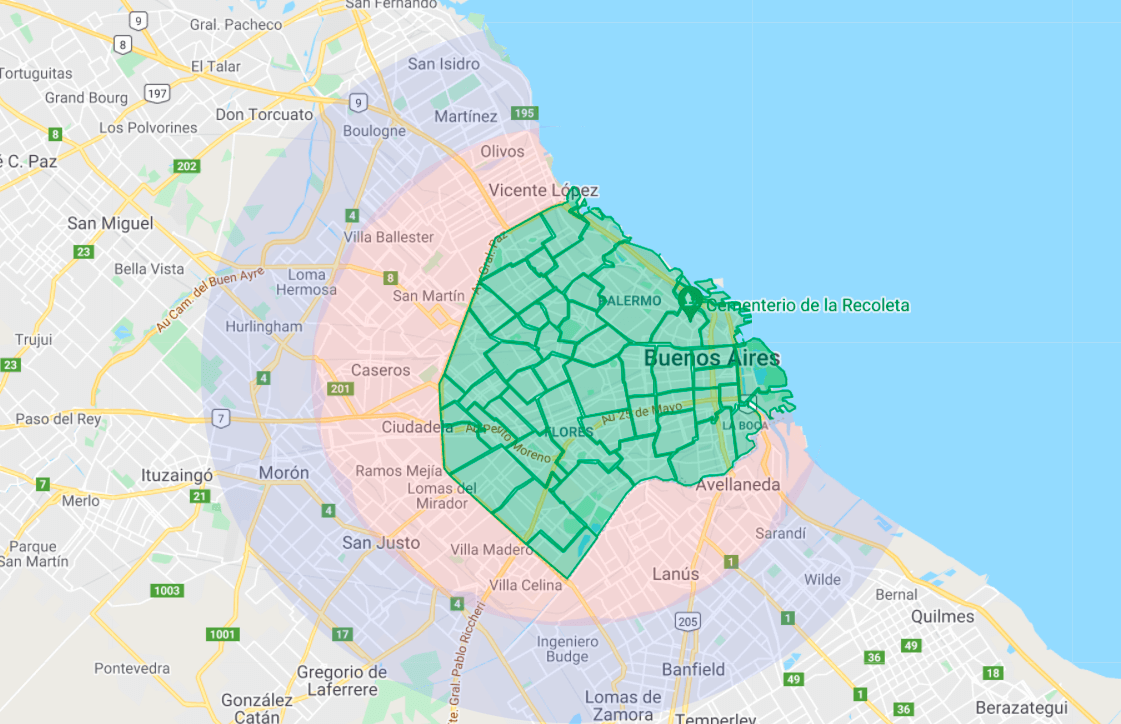 San Fernando
9
Gral. Pacheco
8
San Isidro
El Talar
Tortuguitas
197
Grand Bourg
9
Don Torcuato
Martínez
195
Los Polvorines
Boulogne
8
C. Paz
202
Olivos
Vicente López
San Miguel
4
Villa Ballester
23
Bella Vista
Loma
Hermosa
8
San Martín
Av. Gral. Paz
PALERMO
Cementerio de la Recoleta
Au Cam. del Buen Ayre
Hurlingham
Trujui
Buenos Aires
23
Caseros
4
201
Paso del Rey
7
Ciudadela
Au 25 de Mayo
Au Perito Moreno
FLORES
LA BOCA
Ituzaingó
Morón
Ramos Mejía
Avellaneda
7
21
Lomas del
Mirador
Merlo
4
Sarandí
San Justo
Villa Madero
Parque
San Martín
1
Lanús
Wilde
Villa Celina
1003
Bernal
4
Quilmes
1
205
1001
17
Ingeniero
Budge
49
36
Pontevedra
Gregorio de
Laferrere
Banfield
49
18
te. Gral. Pablo Riccheri
González
Catán
Lomas de
Zamora
1
36
Berazategui
Temperley